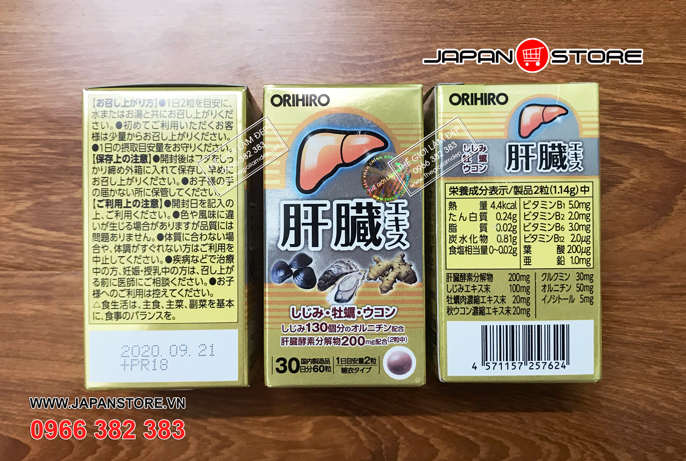 JAPAN STORE
【お召し上がり方】●1日2粒を目安に、
水またはお湯と共にお召し上がりくだ
さい。●初めてご利用いただくお客
様は少量からお召し上がりください。
●1日の摂取目安量をお守りください。
【保存上の注意】●開封後はフタをしっ
かり締め外箱に入れて保存し、早めに
お召し上がりください。●お子様の手
の届かない所に保管してください。
【ご利用上の注意】●開封日を記入の
上、ご利用ください。●色や風味に違
いが生じる場合がありますが品質には
問題ありません。●体質に合わない場
合や、体調がすぐれない方はご利用を
中止してください。●疾病などで治療
中の方、妊娠・授乳中の方は、召し上が
る前に医師にご相談ください。●お子
様へのご利用は控えてください。
△食生活は、主食、主菜、副菜を基本
に、食事のバランスを。
2020.09.21
+PR18
ORIHIRO
肝臓エキス
しじみ・牡蠣・ウコン
しじみ130個分のオルニチン配合
肝臓酵素分解物200mg配合(2粒中)
30日分60粒
国内製造品
1日目安量2粒
糖衣タイプ
ORIHIRO
しじみ
牡蠣
ウコン
肝臓エキス
栄養成分表示/製品2粒(1.14g)中
熱量 4.4kcal ビタミンB1 5.0mg
たん白質 0.24g ビタミンB2 2.0mg
脂質 0.02g ビタミンB6 3.0mg
炭水化物 0.81g ビタミンB12 2.0μg
食塩相当量 0~0.02g 葉酸 200μg
亜鉛 1.0mg
肝臓酵素分解物 200mg クルクミン 30mg
しじみエキス末 100mg オルニチン 50mg
牡蠣肉濃縮エキス末 20mg イノシトール 5mg
秋ウコン濃縮エキス末 20mg
4 571157 257624
WWW.JAPANSTORE.VN
0966 382 383